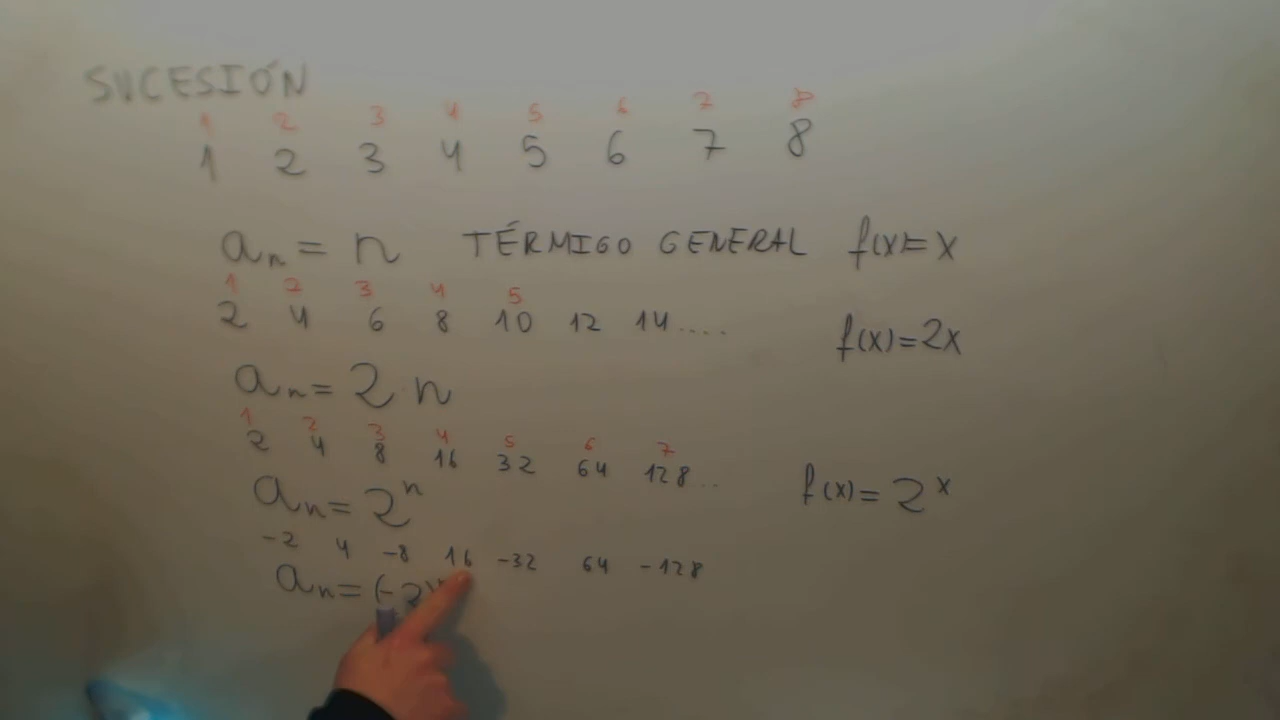 SUCESIÓN
1 2 3 4 5 6 7 8
1 2 3 4 5 6 7 8
an = n TÉRMIGO GENERAL f(x)=x
1 2 3 4 5
2 4 6 8 10 12 14.... f(x)=2x
an = 2 n
1 2 3 4 5 6 7
2 4 8 16 32 64 128..
an = 2^n f(x) = 2^x
-2 4 -8 16 -32 64 -128
an = (-2)